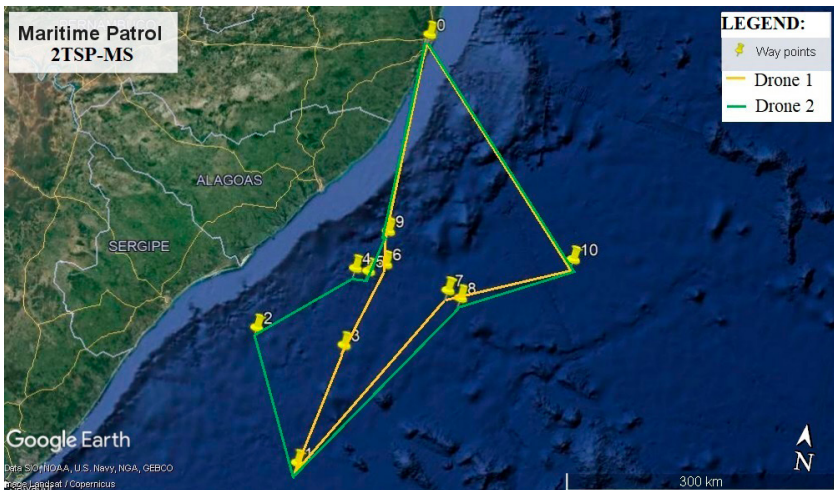 PERNAMBUCO
Maritime Patrol
2TSP-MS
LEGEND:
Way points
Drone 1
Drone 2
0
ALAGOAS
SERGIPE
9
6
4
5
10
7
8
2
3
1
Google Earth
Data SIO, NOAA, U.S. Navy, NGA, GEBCO
Image Landsat / Copernicus
300 km
N